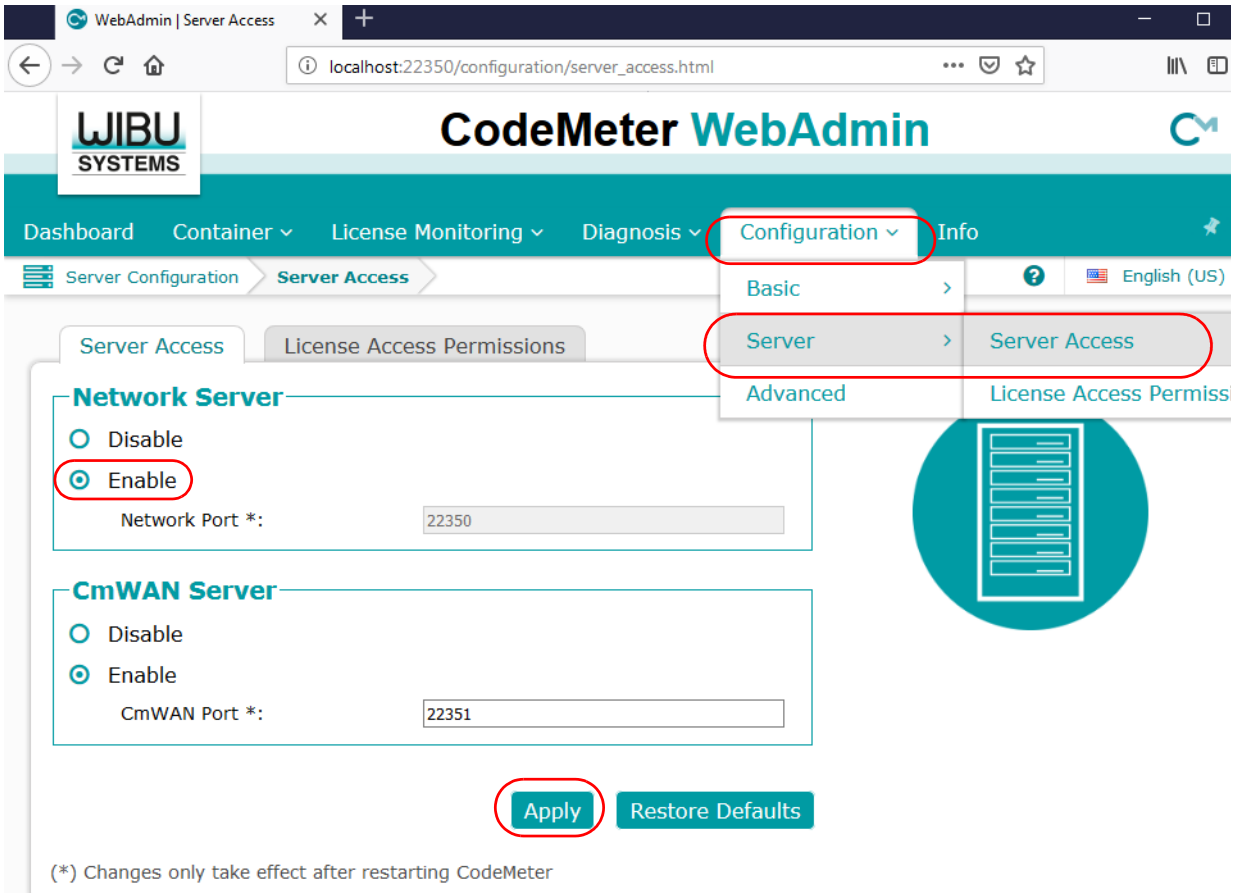 WebAdmin | Server Access
localhost:22350/configuration/server_access.html
WIBU
SYSTEMS
CodeMeter WebAdmin
CM
Dashboard Container License Monitoring Diagnosis Configuration Info
Server Configuration Server Access
English (US)
Basic
Server
Server Access
Advanced
License Access Permiss
Server Access License Access Permissions
Network Server
Disable
Enable
Network Port *: 22350
CmWAN Server
Disable
Enable
CmWAN Port *: 22351
Apply Restore Defaults
(*) Changes only take effect after restarting CodeMeter